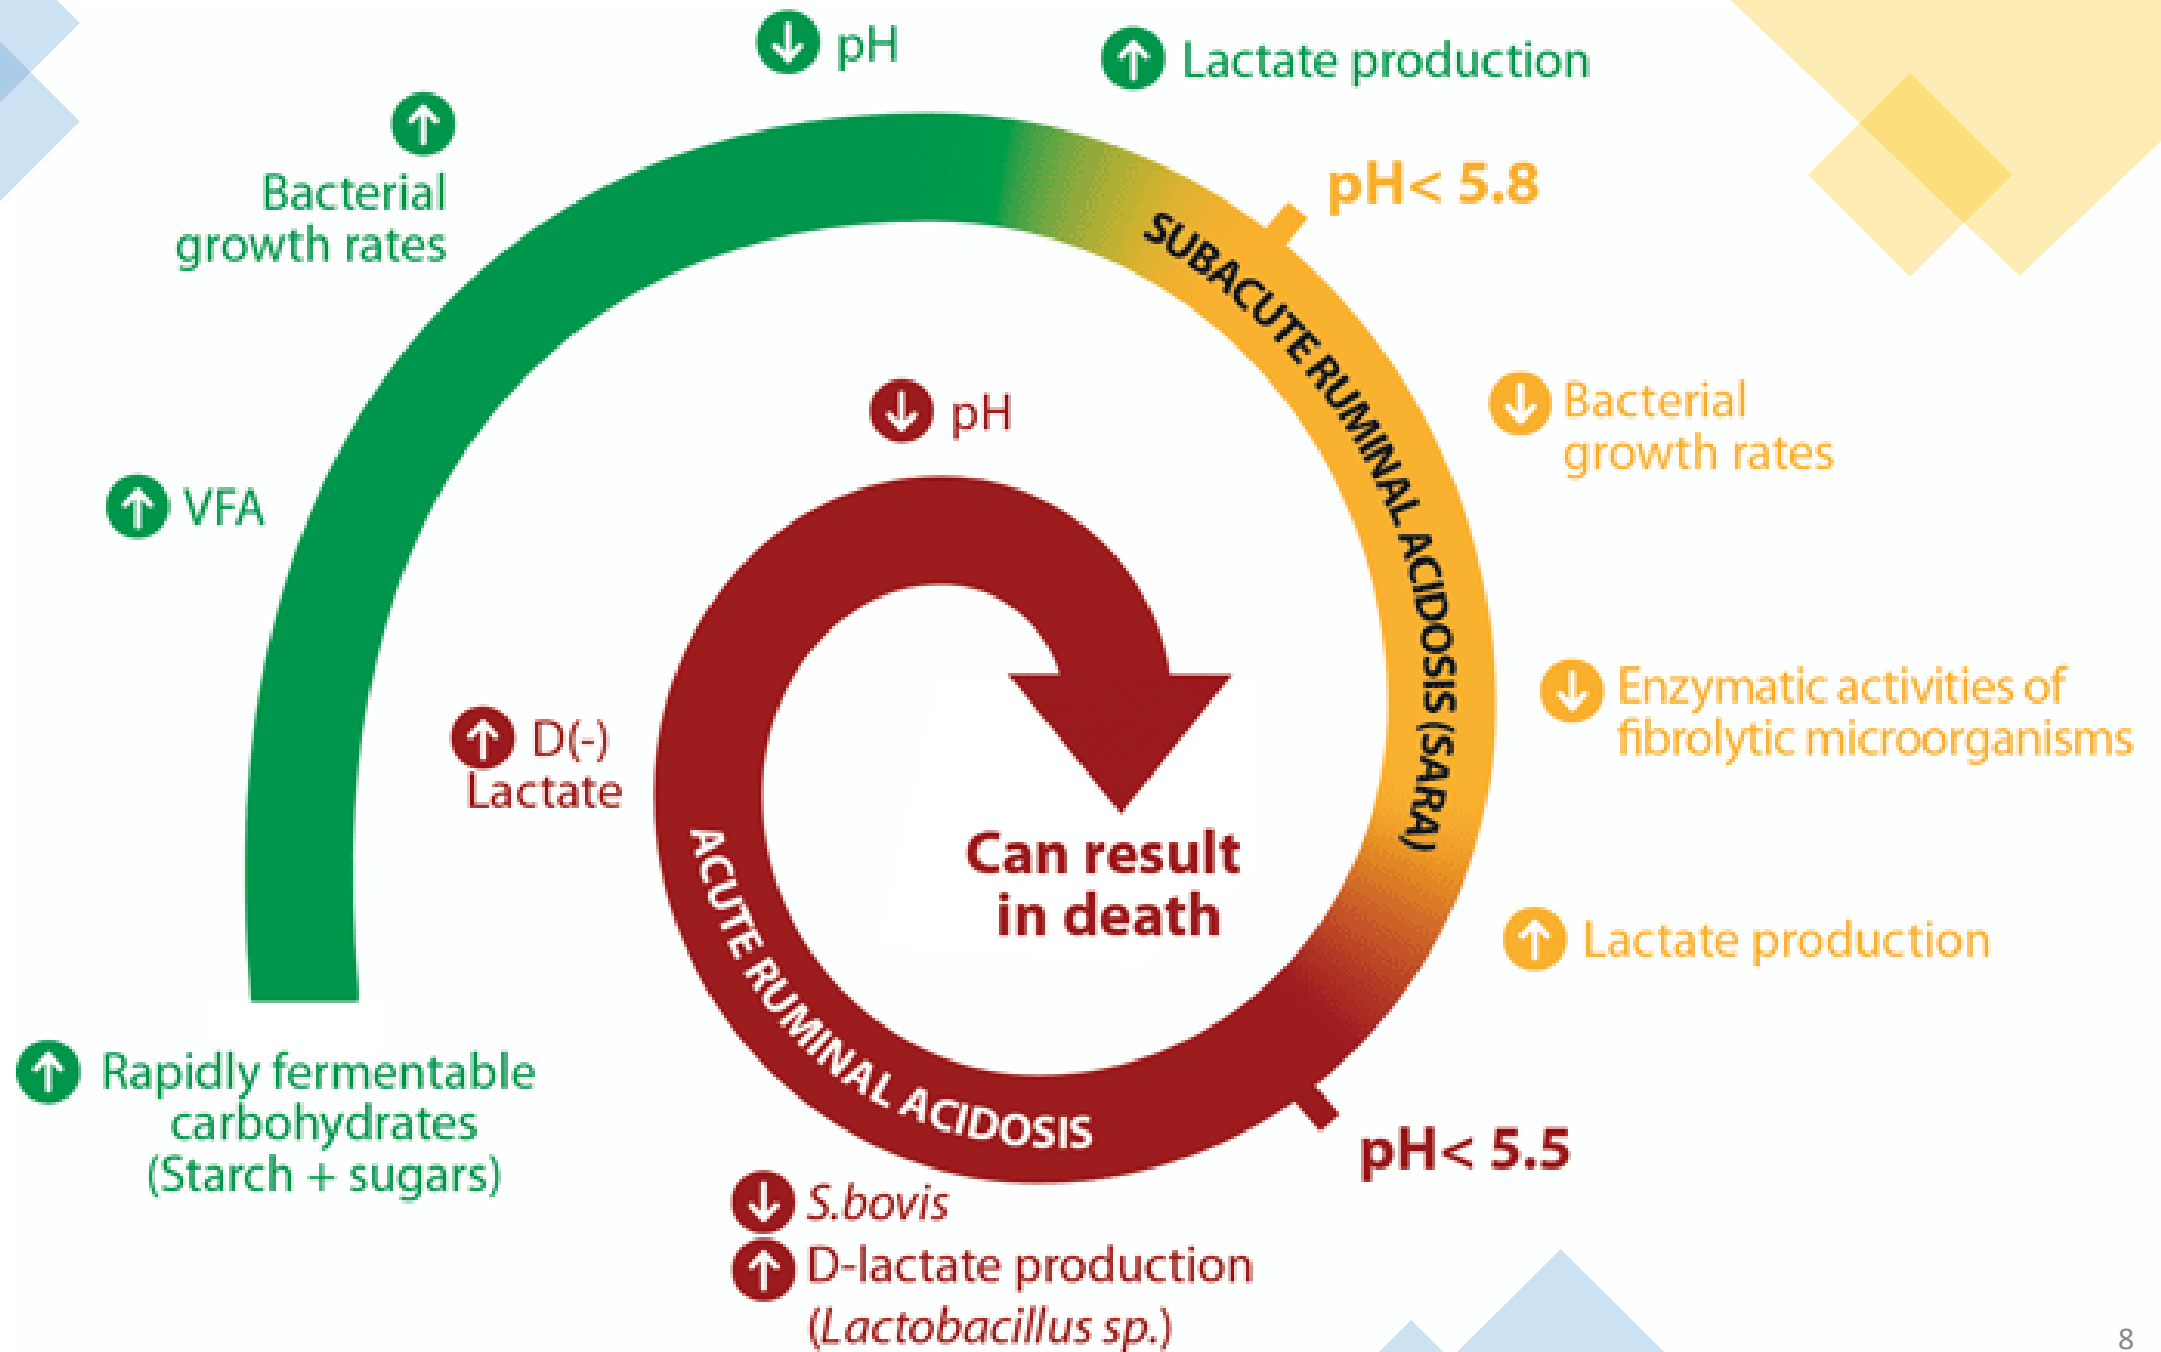 Rapidly fermentable
carbohydrates
(Starch + sugars)
VFA
Bacterial
growth rates
pH
Lactate production
pH< 5.8
SUBACUTE RUMINAL ACIDOSIS (SARA)
Bacterial
growth rates
Enzymatic activities of
fibrolytic microorganisms
Lactate production
pH< 5.5
ACUTE RUMINAL ACIDOSIS
S.bovis
D-lactate production
(Lactobacillus sp.)
D(-)
Lactate
pH
Can result
in death
8